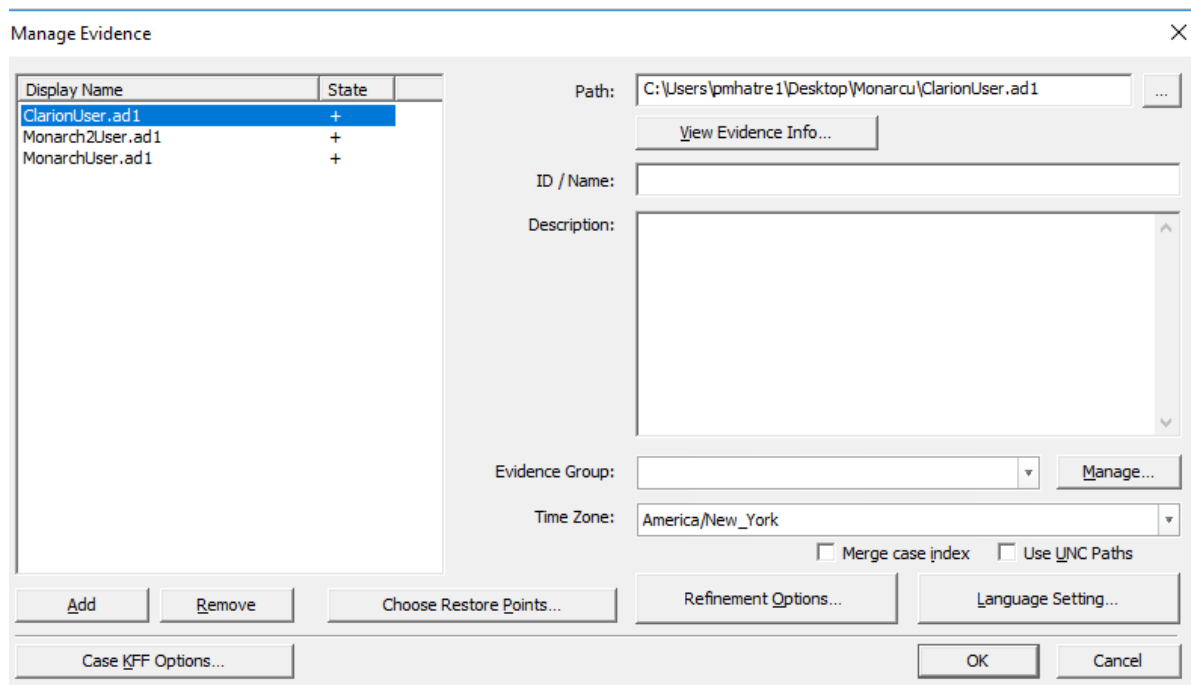 Manage Evidence
Display Name State
ClarionUser.ad1 +
Monarch2User.ad1 +
MonarchUser.ad1 +
Path: C:\Users\pmhatre1\Desktop\Monarcu\ClarionUser.ad1 ...
View Evidence Info...
ID / Name:
Description:
Evidence Group: Manage...
Time Zone: America/New_York
Merge case index Use UNC Paths
Add Remove Choose Restore Points... Refinement Options... Language Setting...
Case KFF Options... OK Cancel